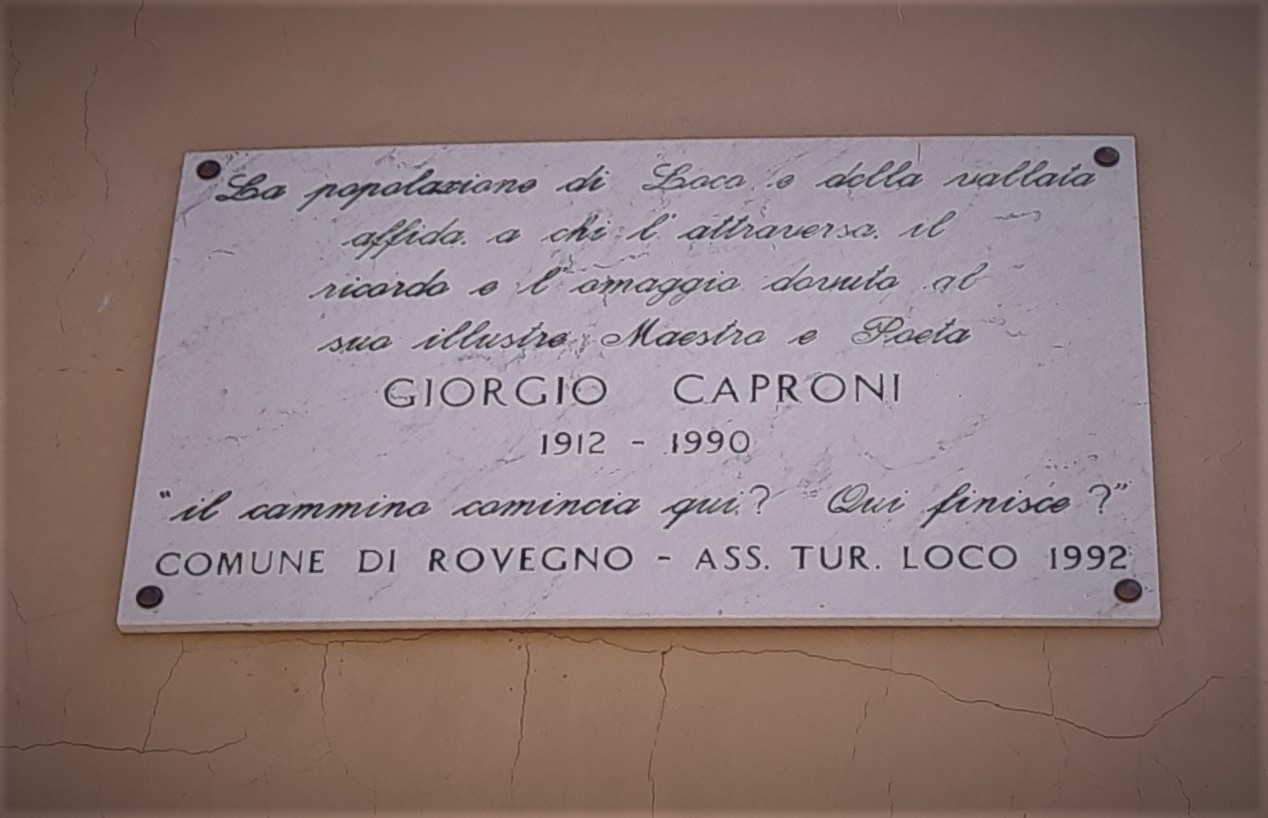 La popolazione di Loco e della vallata
affida a chi l'attraversa il
ricordo e l'omaggio dovuto al
suo illustre Maestro e Poeta
GIORGIO CAPRONI
1912 - 1990
"il cammino comincia qui? Qui finisce?"
COMUNE DI ROVEGNO - ASS. TUR. LOCO 1992